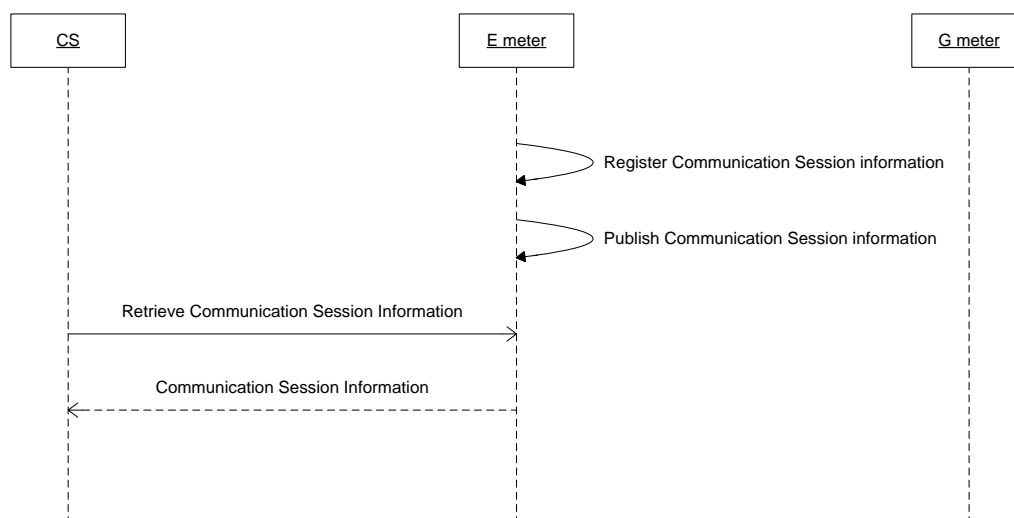 CS
E meter
G meter
Register Communication Session information
Publish Communication Session information
Retrieve Communication Session Information
Communication Session Information